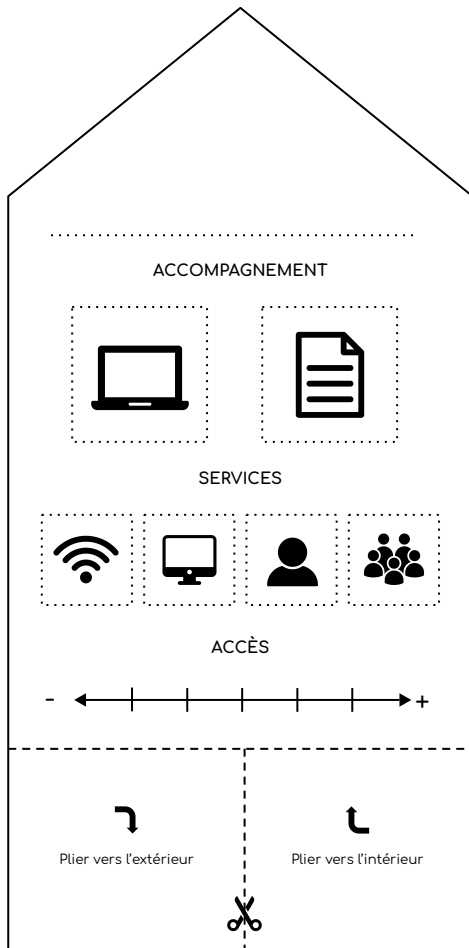 ACCOMPAGNEMENT
SERVICES
ACCÈS
- +
Plier vers l'extérieur
Plier vers l'intérieur